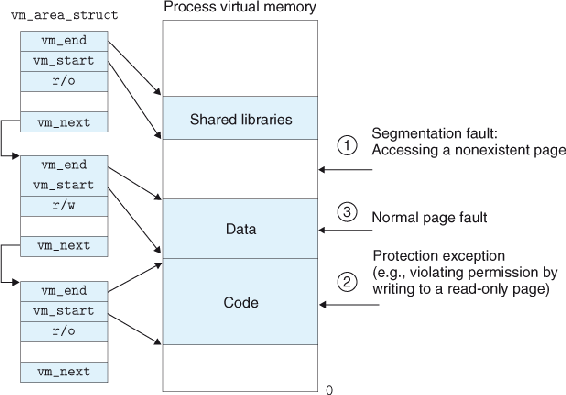 Process virtual memory
vm_area_struct
vm_end
vm_start
r/o
vm_next
Shared libraries
1
Segmentation fault:
Accessing a nonexistent page
vm_end
vm_start
r/w
vm_next
Data
3
Normal page fault
Code
2
Protection exception
(e.g., violating permission by
writing to a read-only page)
vm_end
vm_start
r/o
vm_next
0